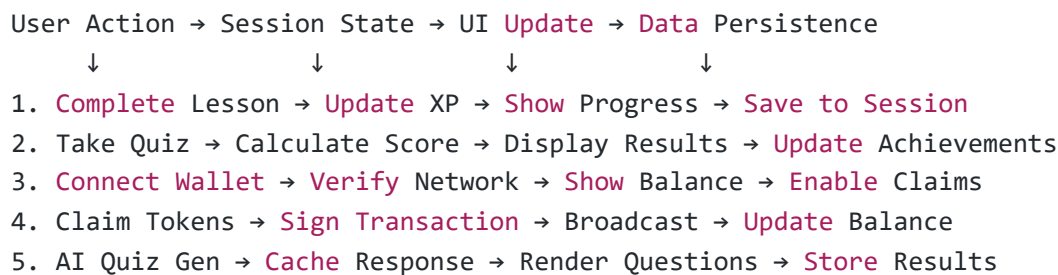 User Action → Session State → UI Update → Data Persistence
↓ ↓ ↓ ↓
1. Complete Lesson → Update XP → Show Progress → Save to Session
2. Take Quiz → Calculate Score → Display Results → Update Achievements
3. Connect Wallet → Verify Network → Show Balance → Enable Claims
4. Claim Tokens → Sign Transaction → Broadcast → Update Balance
5. AI Quiz Gen → Cache Response → Render Questions → Store Results